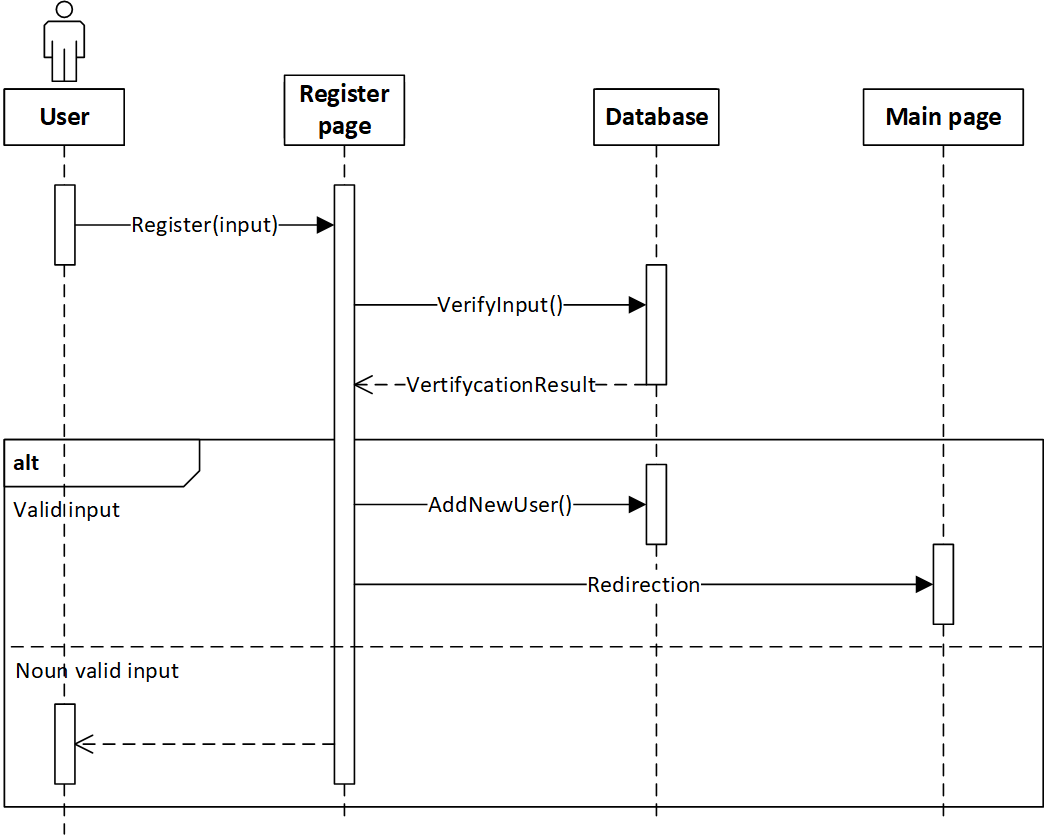 User
Register
page
Database
Main page
Register(input)
VerifyInput()
VertifycationResult
alt
Valid input
AddNewUser()
Redirection
Noun valid input